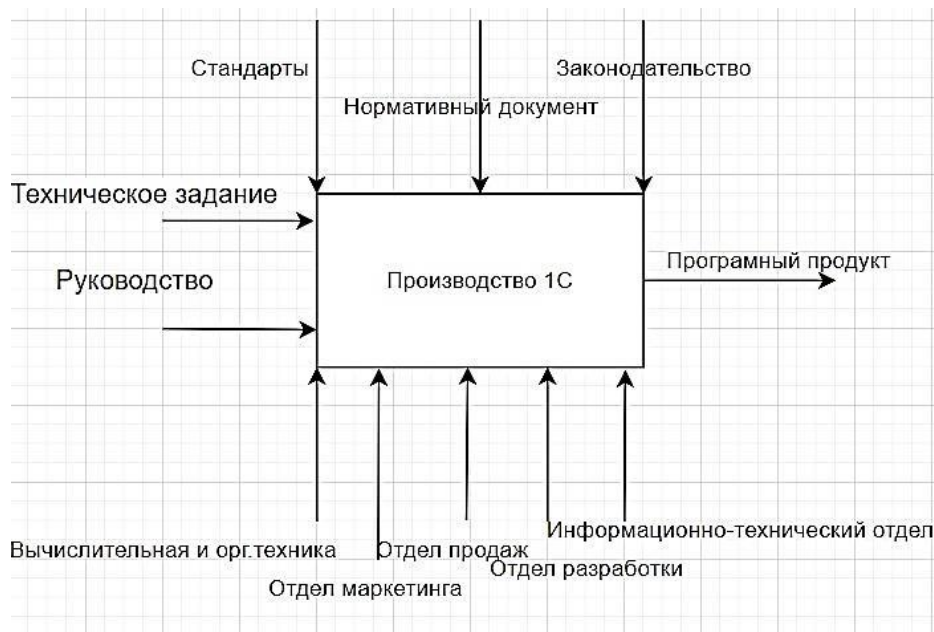 Стандарты
Законодательство
Нормативный документ
Техническое задание
Руководство
Производство 1С
Програмный продукт
Информационно-технический отдел
Вычислительная и орг.техника
Отдел продаж
Отдел разработки
Отдел маркетинга